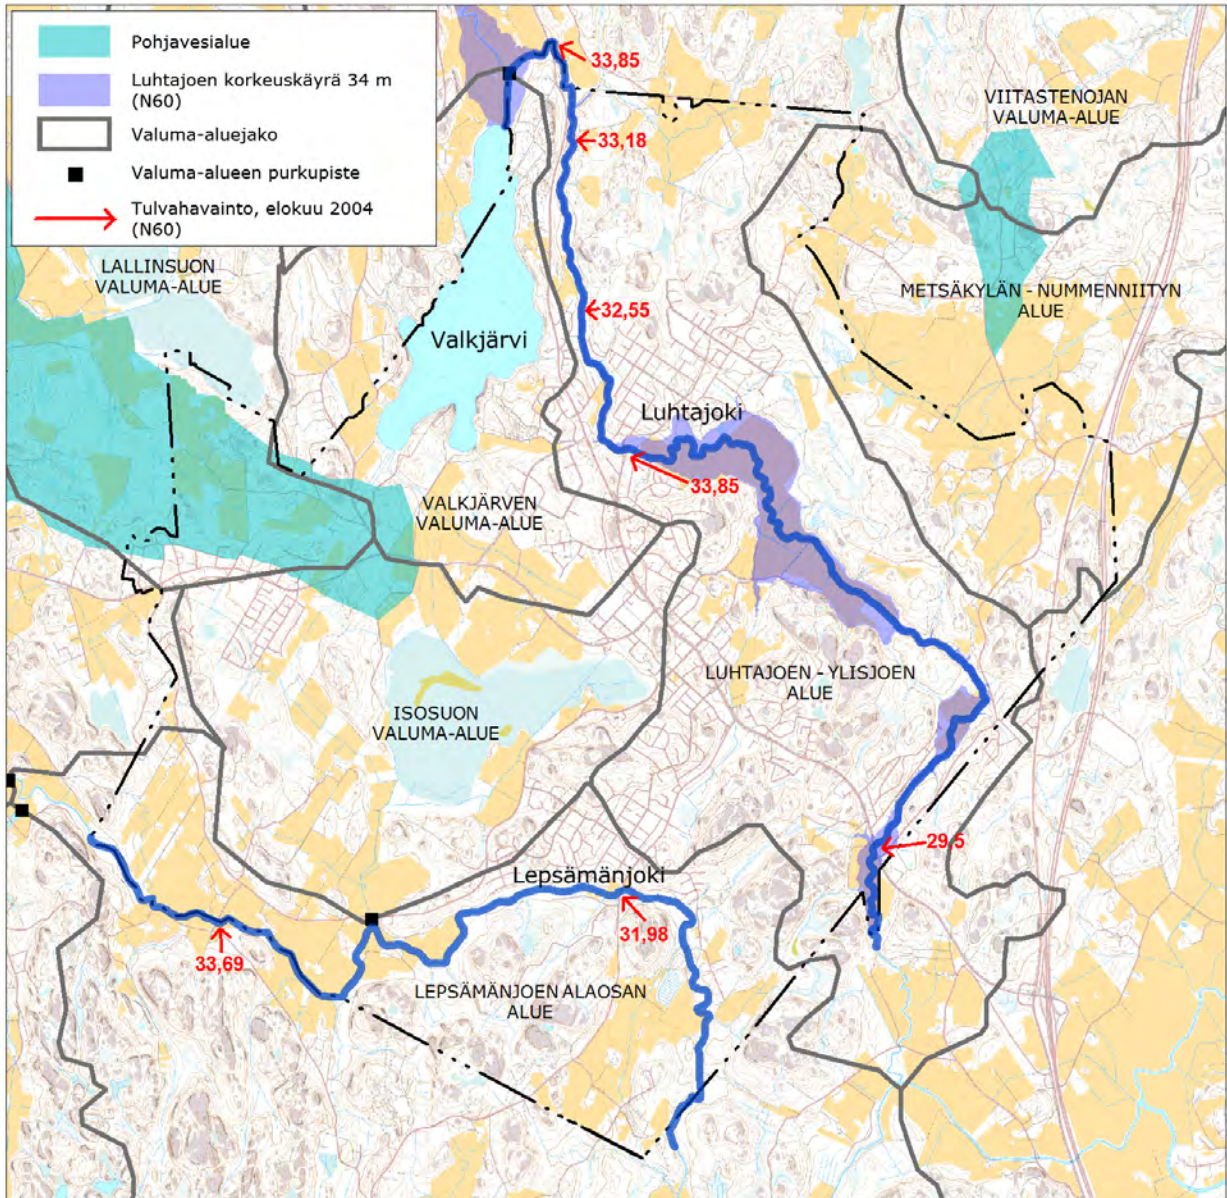 Pohjavesialue
Luhtajoen korkeuskäyrä 34 m
(N60)
Valuma-aluejako
Valuma-alueen purkupiste
Tulvahavainto, elokuu 2004
(N60)
33,85
VIITASTENOJAN
VALUMA-ALUE
33,18
LALLINSUON
VALUMA-ALUE
METSÄKYLÄN - NUMMENNIITYN
ALUE
32,55
Valkjärvi
Luhtajoki
33,85
VALKJÄRVEN
VALUMA-ALUE
LUHTAJOEN - YLISJOEN
ALUE
ISOSUON
VALUMA-ALUE
29,5
Lepsämänjoki
31,98
33,69
LEPSÄMÄNJOEN ALAOSAN
ALUE